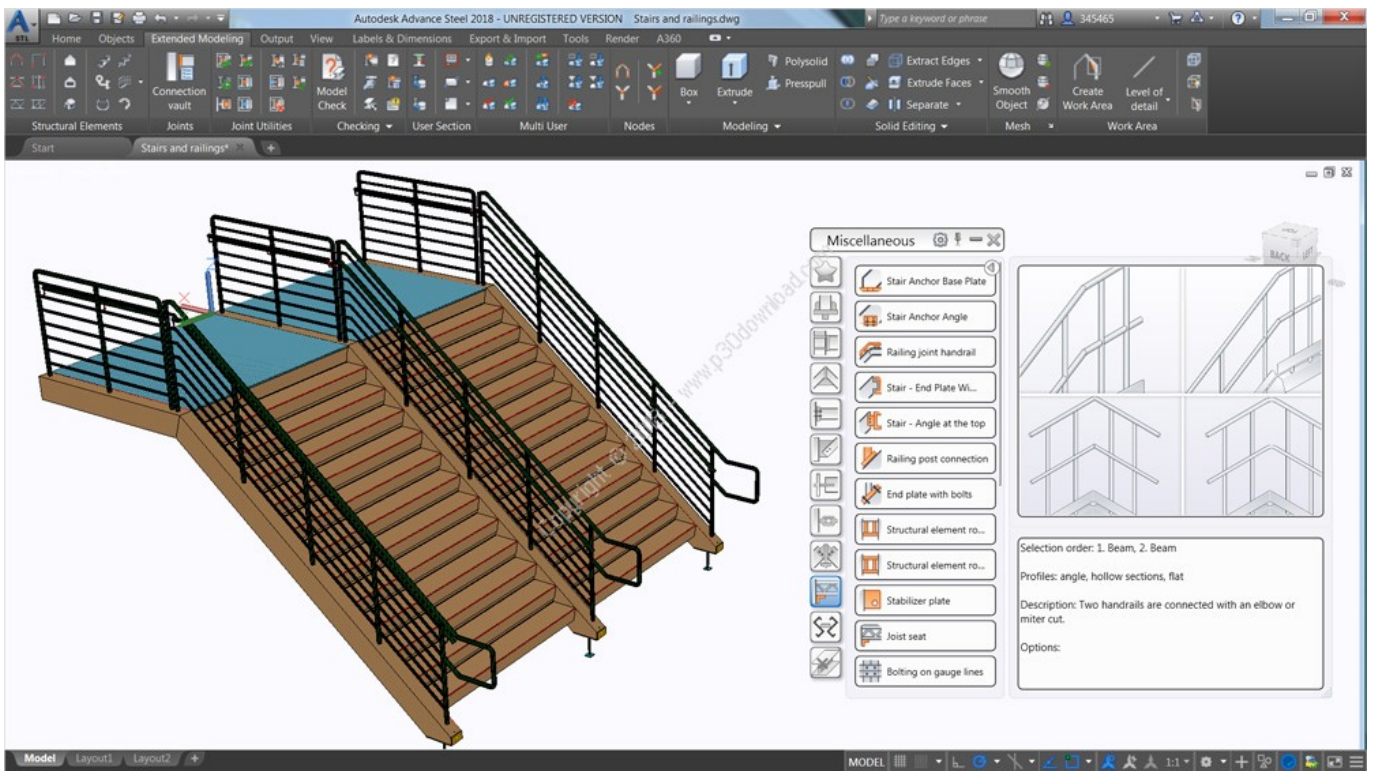 Autodesk Advance Steel 2018 - UNREGISTERED VERSION Stairs and railings.dwg
Type a keyword or phrase
345465
STL
Home Objects Extended Modeling Output View Labels & Dimensions Export & Import Tools Render A360
Polysolid
Extract Edges
Connection vault
Model Check
Box
Extrude
Presspull
Extrude Faces
Smooth Object
Create Work Area
Level of detail
Separate
Structural Elements Joints Joint Utilities Checking User Section Multi User Nodes Modeling Solid Editing Mesh Work Area
Start Stairs and railings*
Miscellaneous
BACK LEFT
Stair Anchor Base Plate
Stair Anchor Angle
Railing joint handrail
Stair - End Plate Wi...
Stair - Angle at the top
Railing post connection
End plate with bolts
Structural element ro...
Structural element ro...
Stabilizer plate
Joist seat
Bolting on gauge lines
Selection order: 1. Beam, 2. Beam
Profiles: angle, hollow sections, flat
Description: Two handrails are connected with an elbow or
miter cut.
Options:
Model Layout1 Layout2 +
MODEL 1:1